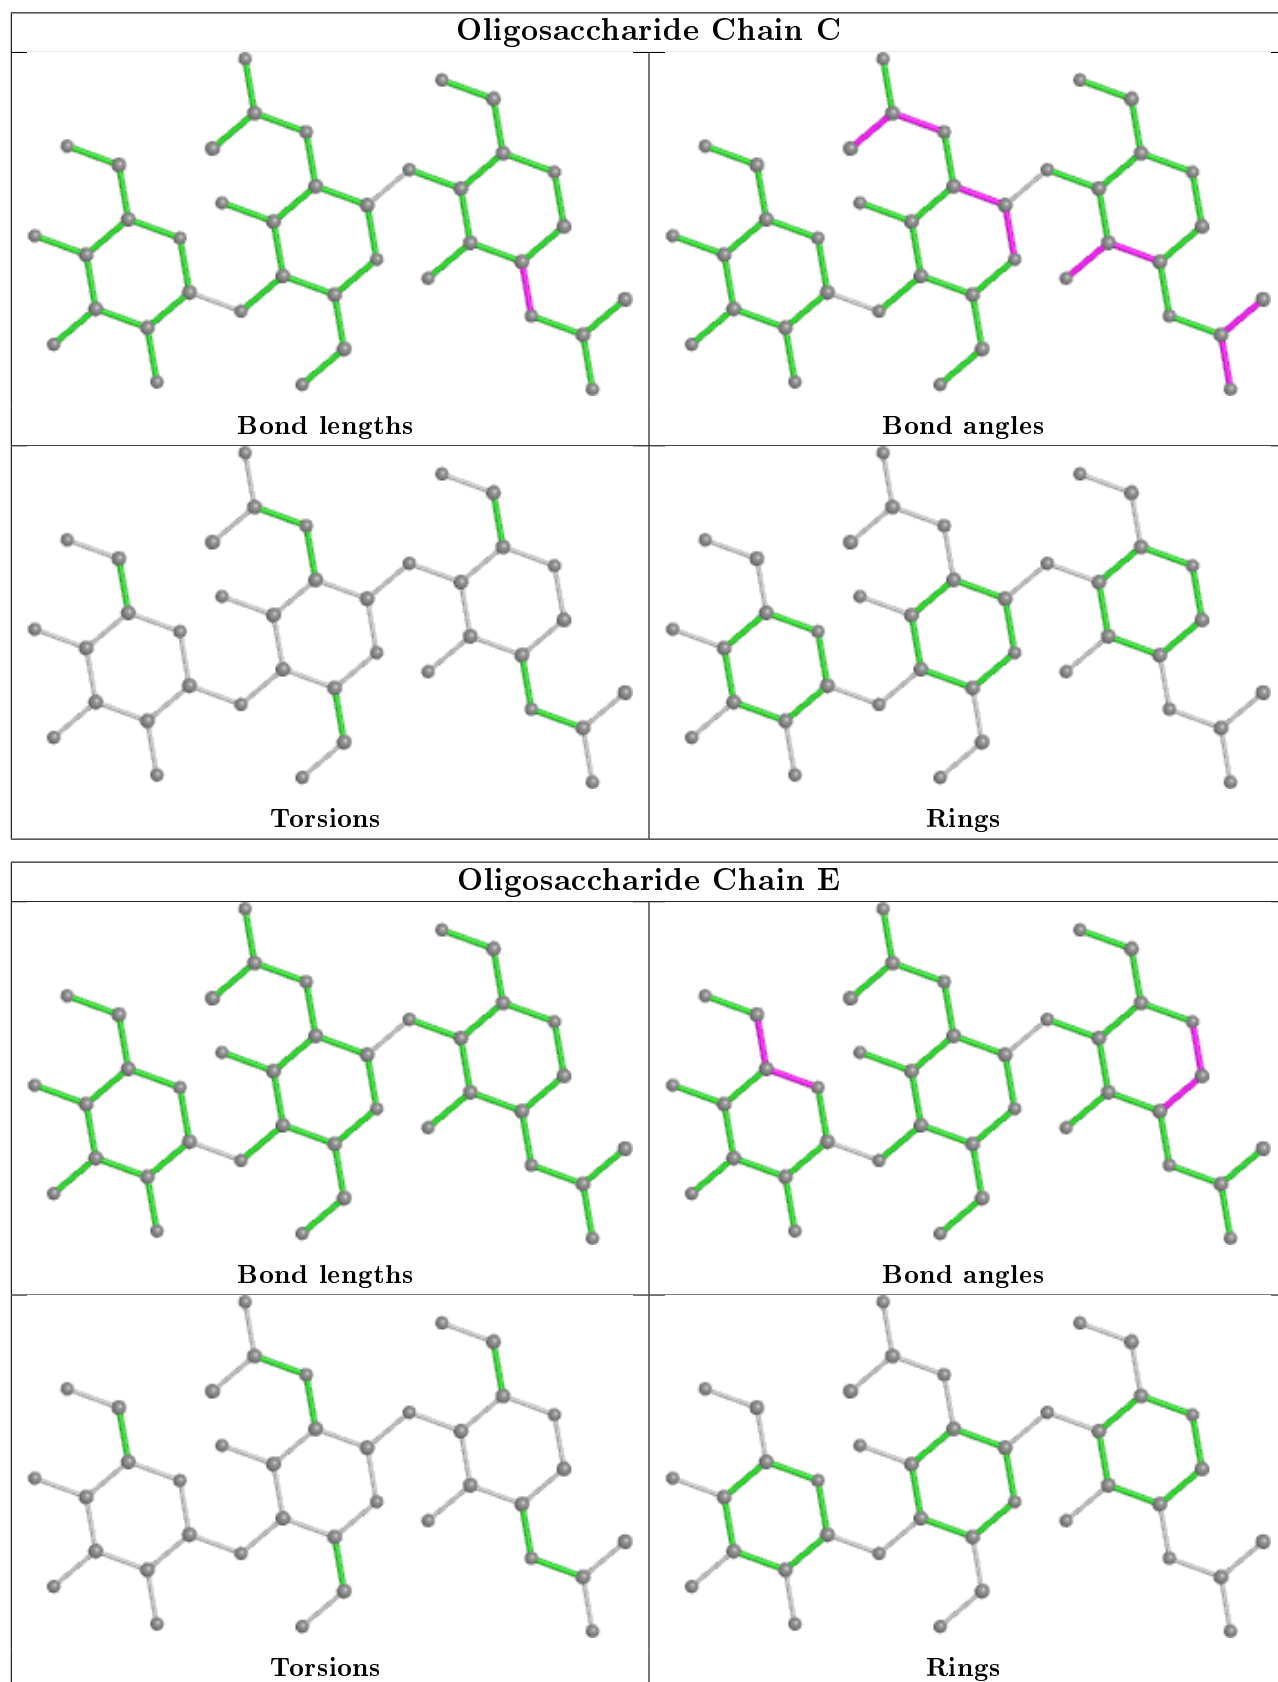 Oligosaccharide Chain C
Bond lengths
Bond angles
Torsions
Rings
Oligosaccharide Chain E
Bond lengths
Bond angles
Torsions
Rings